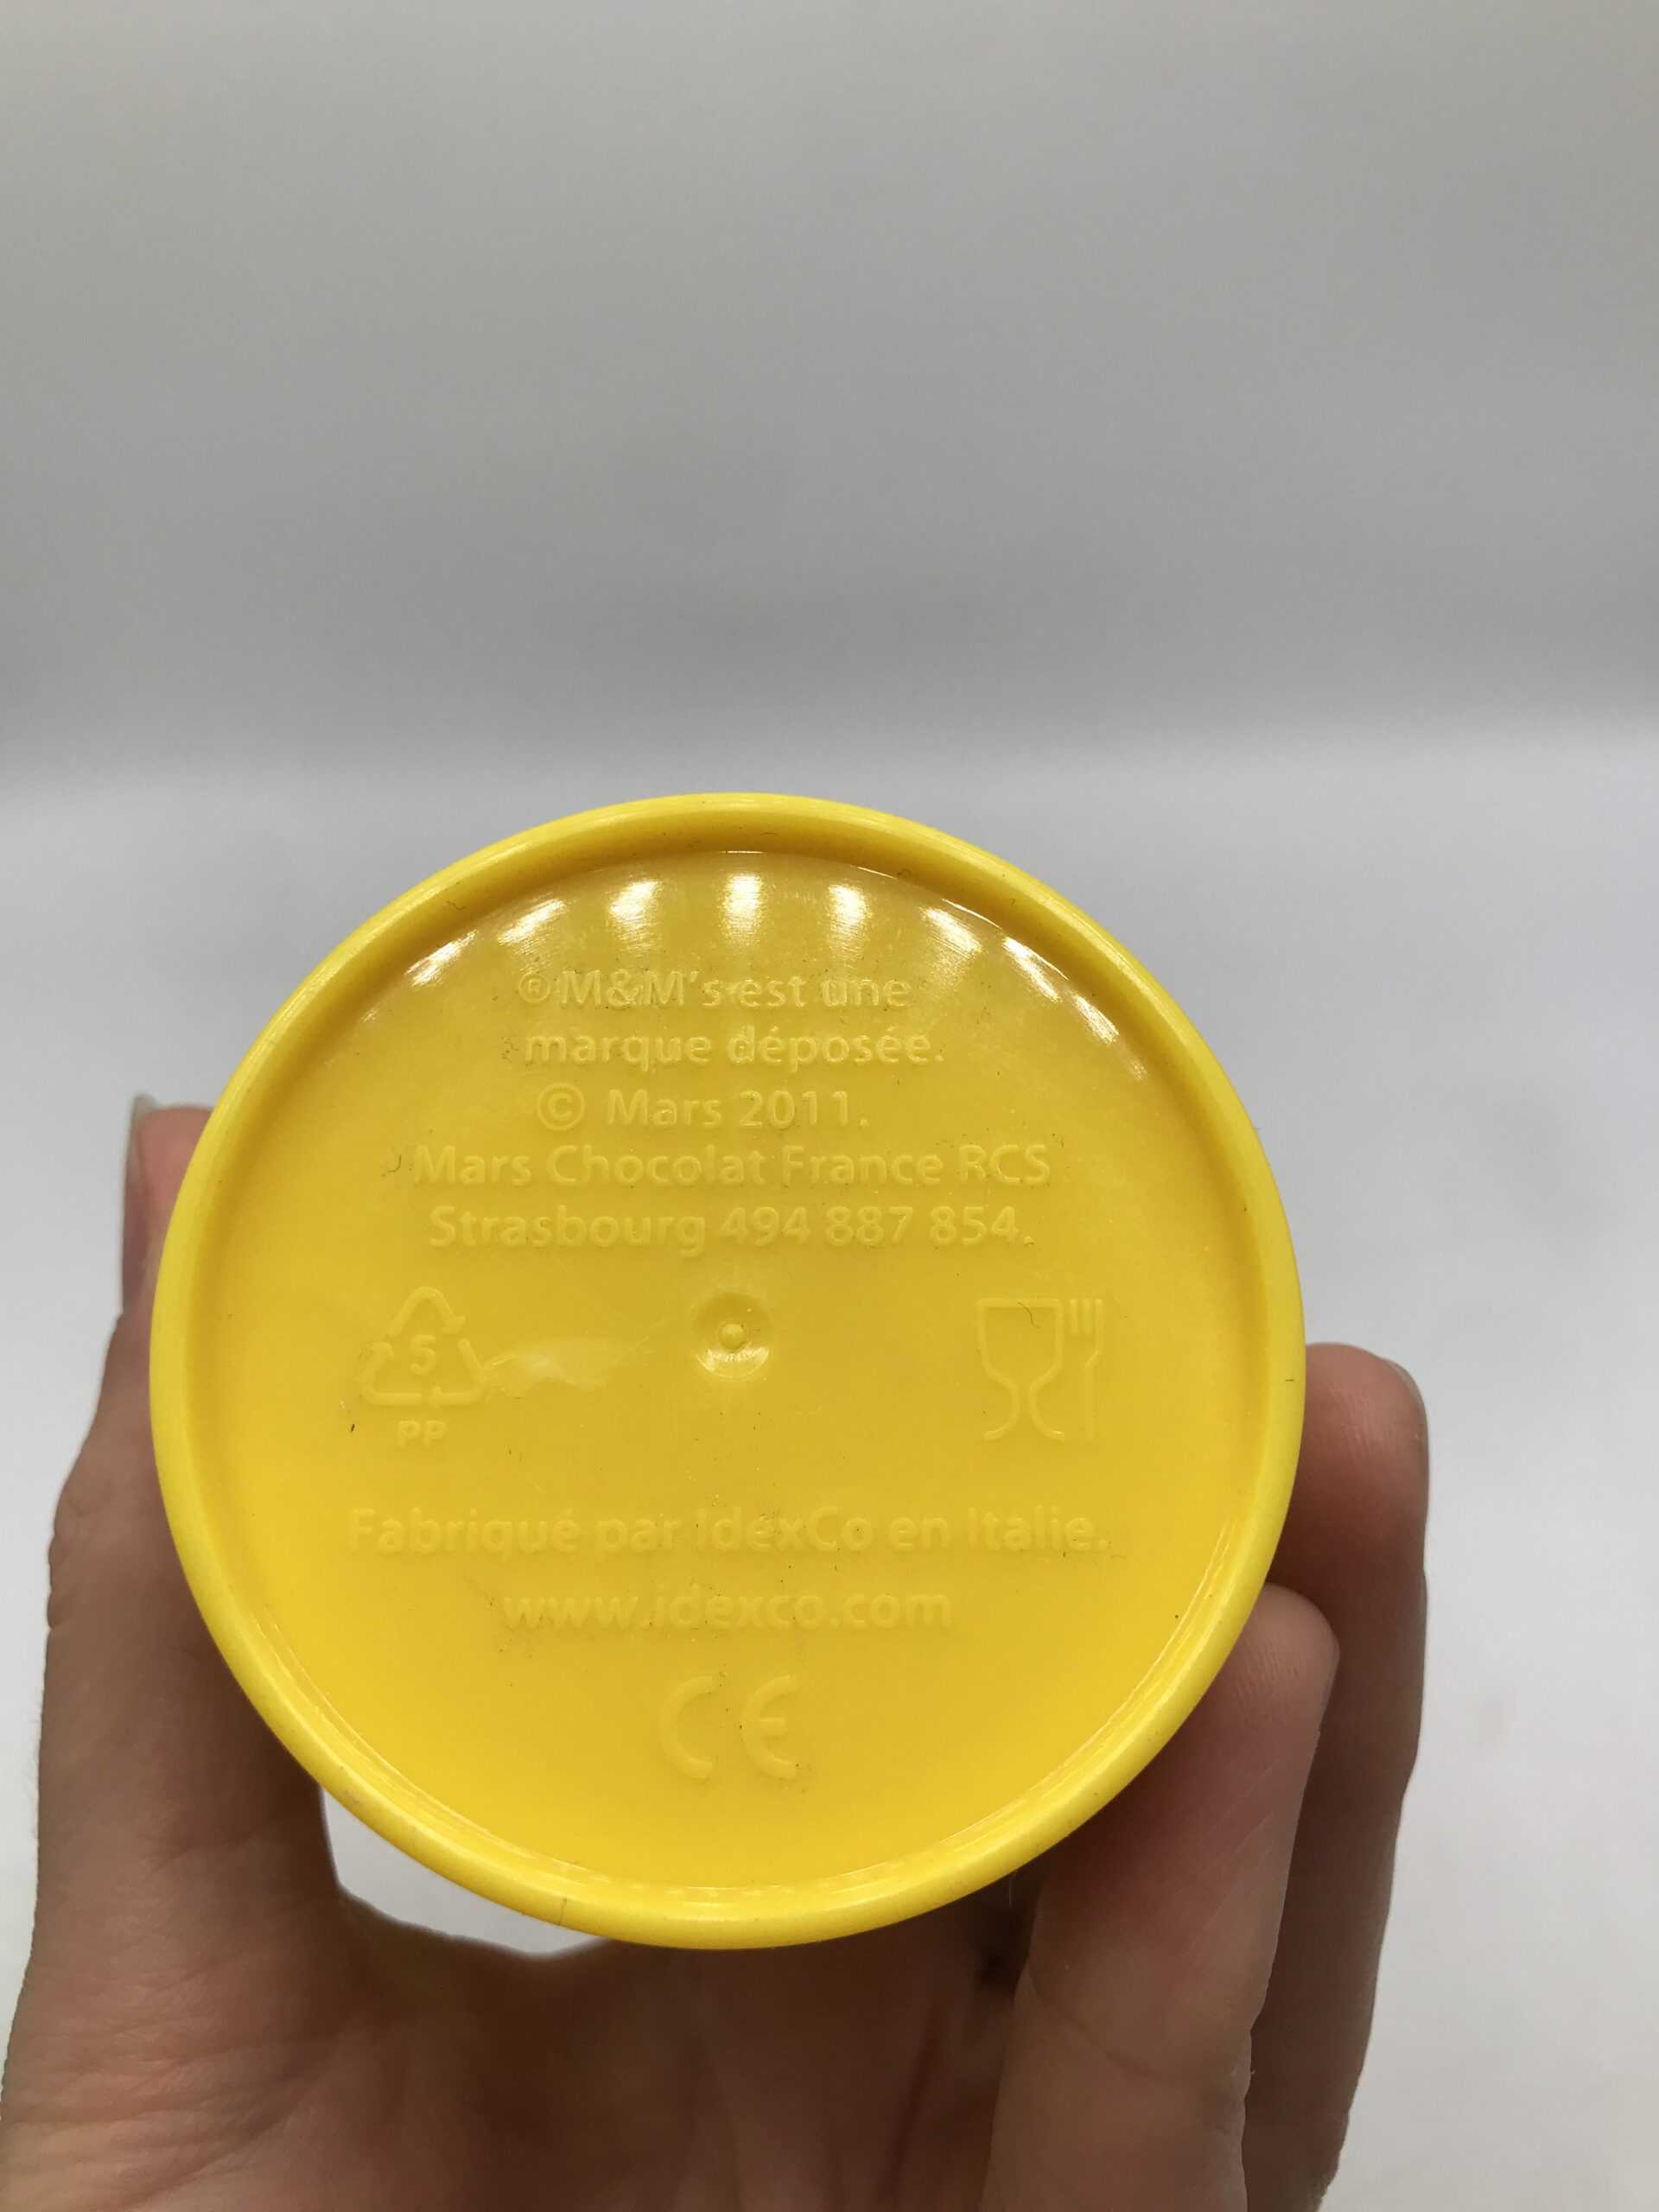 ®M&M's est une
marque déposée.
© Mars 2011.
Mars Chocolat France RCS
Strasbourg 494 887 854.
5
PP
Fabriqué par IdexCo en Italie.
www.idexco.com
CE